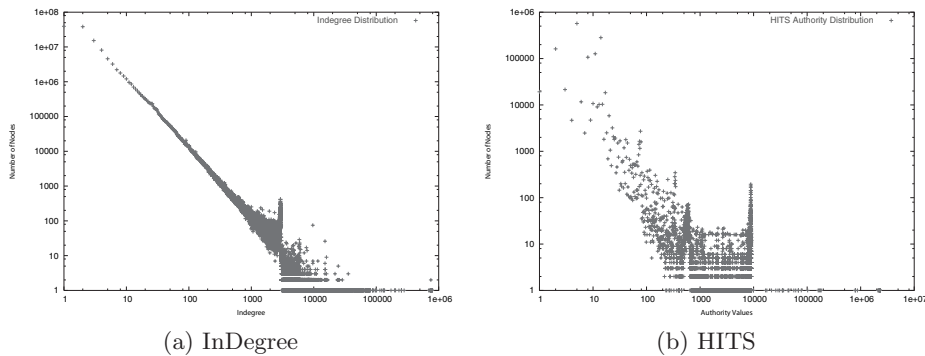 Indegree Distribution
1e+08
1e+07
1e+06
100000
10000
1000
100
10
1
Number of Nodes
1 10 100 1000 10000 100000 1e+06
Indegree
(a) InDegree
HITS Authority Distribution
1e+06
100000
10000
1000
100
10
1
Number of Nodes
1 10 100 1000 10000 100000 1e+06 1e+07
Authority Values
(b) HITS